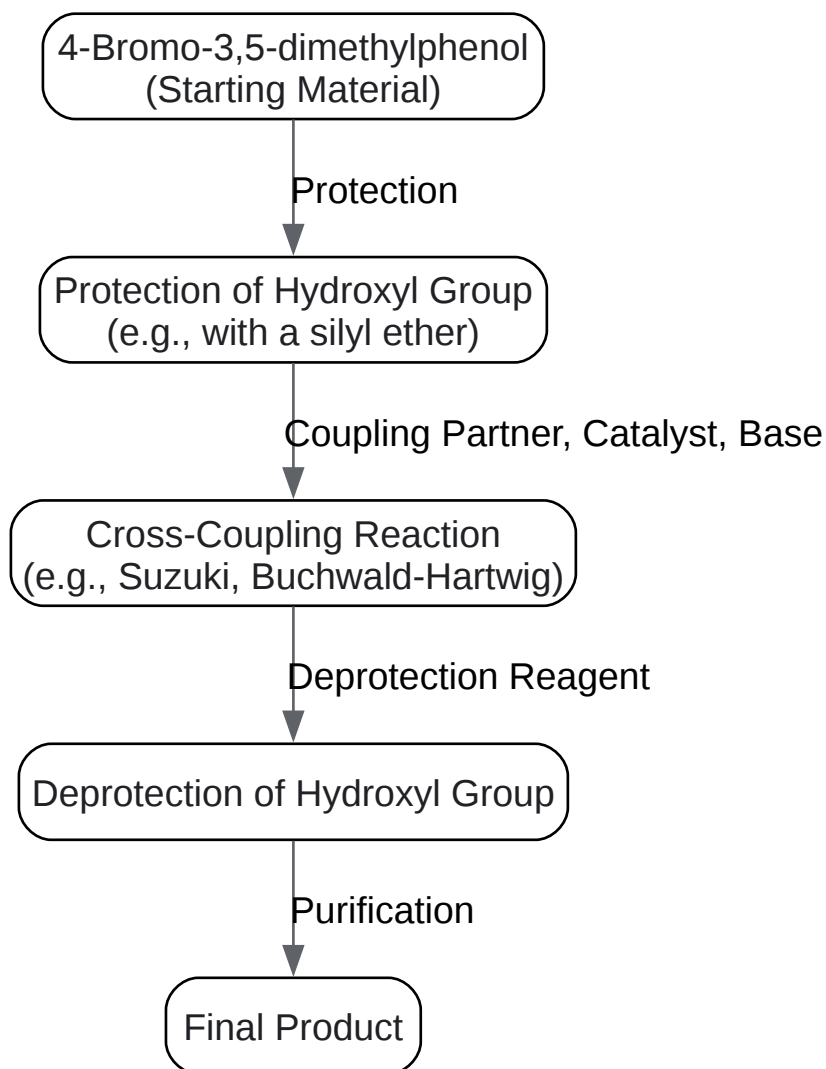 4-Bromo-3,5-dimethylphenol
(Starting Material)
Protection
Protection of Hydroxyl Group
(e.g., with a silyl ether)
Coupling Partner, Catalyst, Base
Cross-Coupling Reaction
(e.g., Suzuki, Buchwald-Hartwig)
Deprotection Reagent
Deprotection of Hydroxyl Group
Purification
Final Product